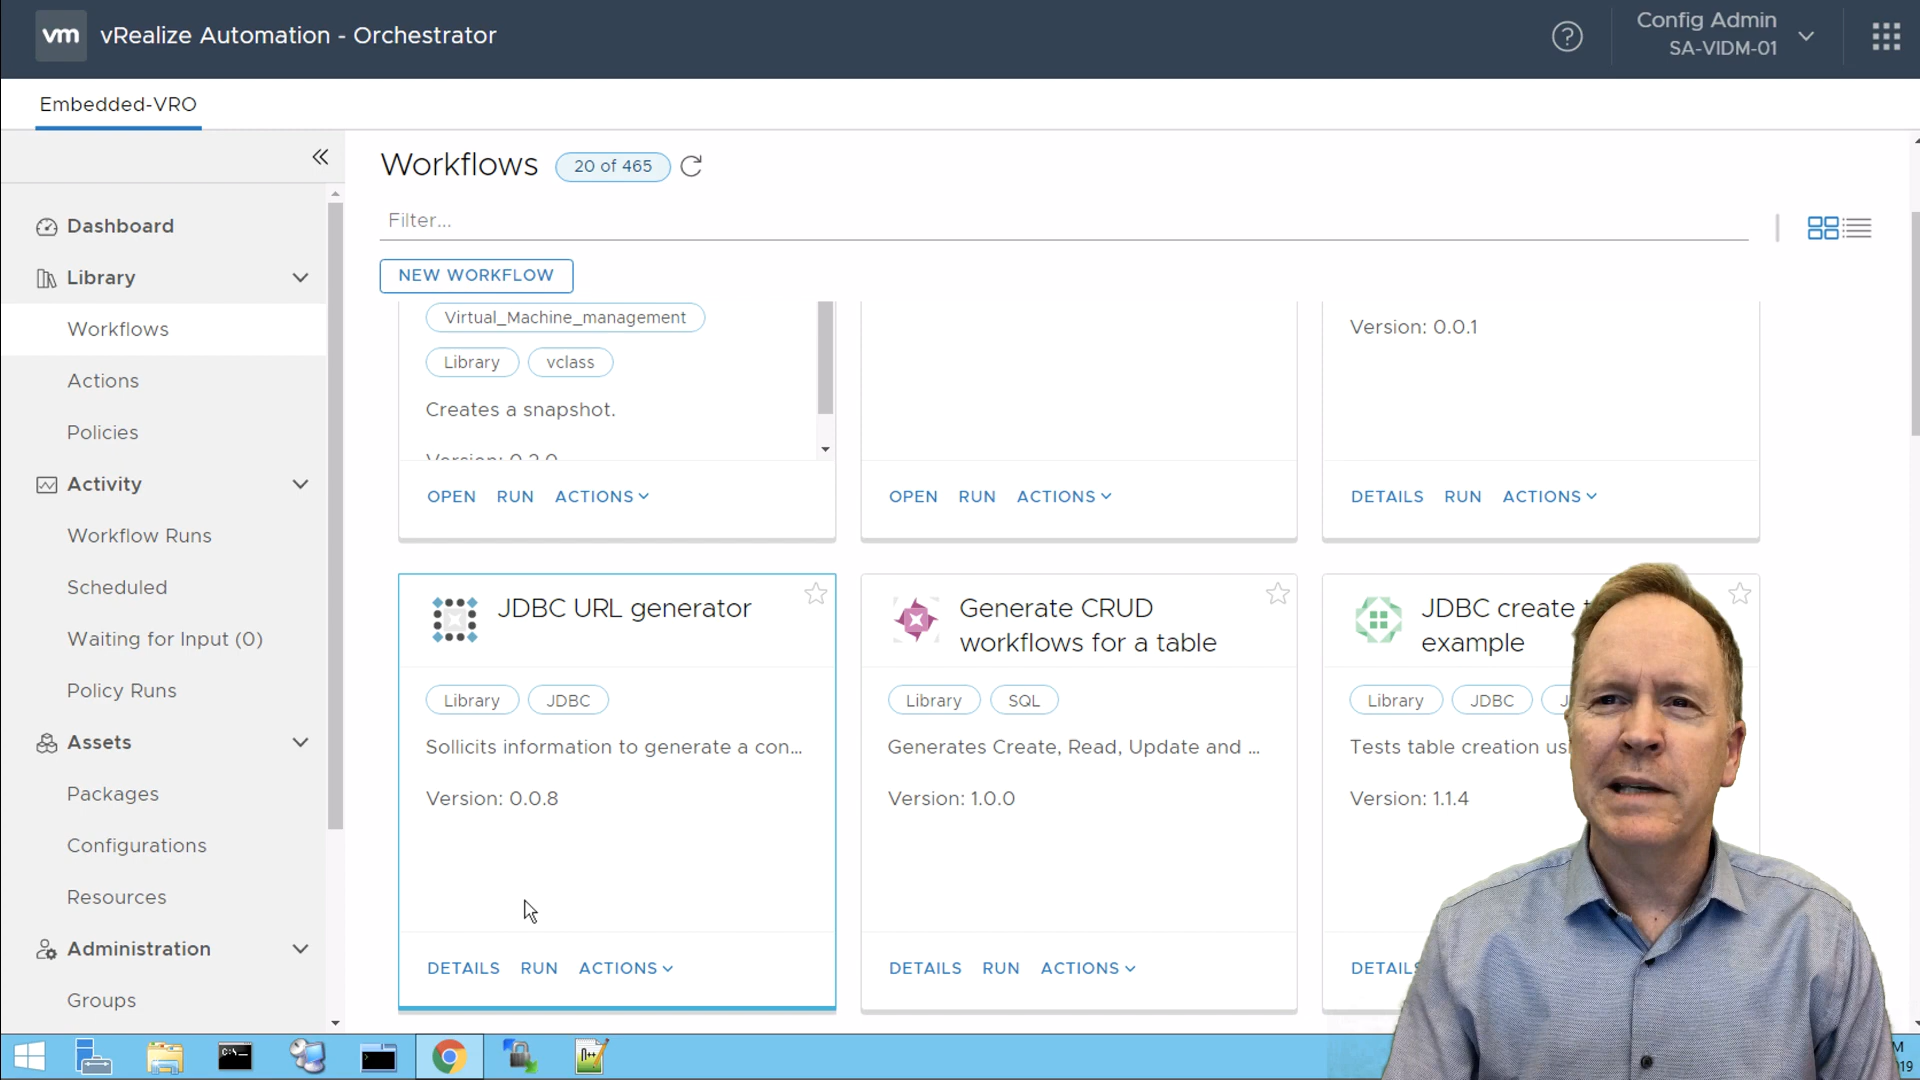 vm vRealize Automation - Orchestrator
Config Admin
SA-VIDM-01
Embedded-VRO
Workflows 20 of 465
Filter...
NEW WORKFLOW
Dashboard
Library
Workflows
Actions
Policies
Activity
Workflow Runs
Scheduled
Waiting for Input (0)
Policy Runs
Assets
Packages
Configurations
Resources
Administration
Groups
Virtual_Machine_management
Library vclass
Creates a snapshot.
Version: 0.2.0
OPEN RUN ACTIONS
OPEN RUN ACTIONS
Version: 0.0.1
DETAILS RUN ACTIONS
JDBC URL generator
Library JDBC
Sollicits information to generate a con...
Version: 0.0.8
DETAILS RUN ACTIONS
Generate CRUD
workflows for a table
Library SQL
Generates Create, Read, Update and ...
Version: 1.0.0
DETAILS RUN ACTIONS
JDBC create
example
Library JDBC
Tests table creation
Version: 1.1.4